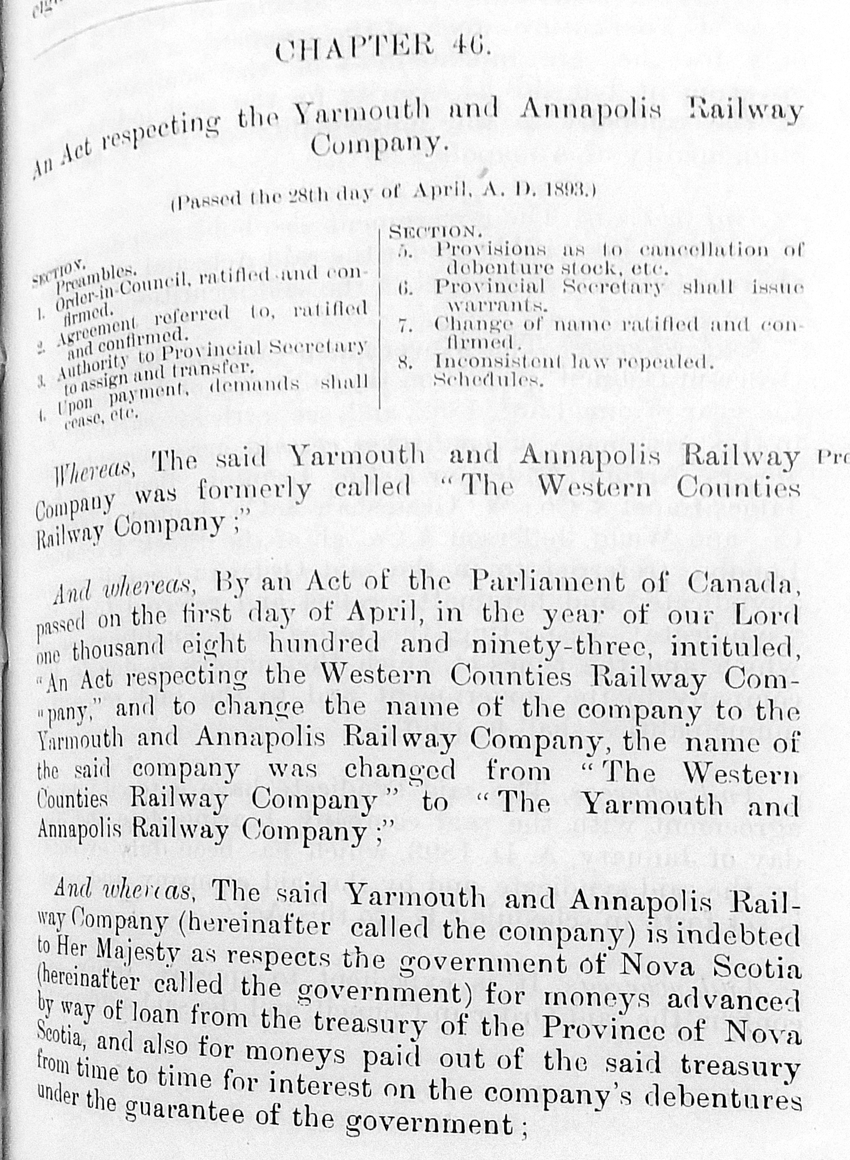 CHAPTER 46.
An Act respecting the Yarmouth and Annapolis Railway
Company.
(Passed the 28th day of April, A. D. 1893.)
SECTION.
Preambles.
1. Order-in-Council, ratified and con-
firmed.
2. Agreement referred to, ratified
and confirmed.
3. Authority to Provincial Secretary
to assign and transfer.
4. Upon payment, demands shall
cease, etc.
SECTION.
5. Provisions as to cancellation of
debenture stock, etc.
6. Provincial Secretary shall issue
warrants.
7. Change of name ratified and con-
firmed.
8. Inconsistent law repealed.
Schedules.
Whereas, The said Yarmouth and Annapolis Railway
Company was formerly called "The Western Counties
Railway Company;"
And whereas, By an Act of the Parliament of Canada,
passed on the first day of April, in the year of our Lord
one thousand eight hundred and ninety-three, intituled,
"An Act respecting the Western Counties Railway Com-
"pany," and to change the name of the company to the
Yarmouth and Annapolis Railway Company, the name of
the said company was changed from "The Western
Counties Railway Company" to "The Yarmouth and
Annapolis Railway Company;"
And whereas, The said Yarmouth and Annapolis Rail-
way Company (hereinafter called the company) is indebted
to Her Majesty as respects the government of Nova Scotia
(hereinafter called the government) for moneys advanced
by way of loan from the treasury of the Province of Nova
Scotia, and also for moneys paid out of the said treasury
from time to time for interest on the company's debentures
under the guarantee of the government;